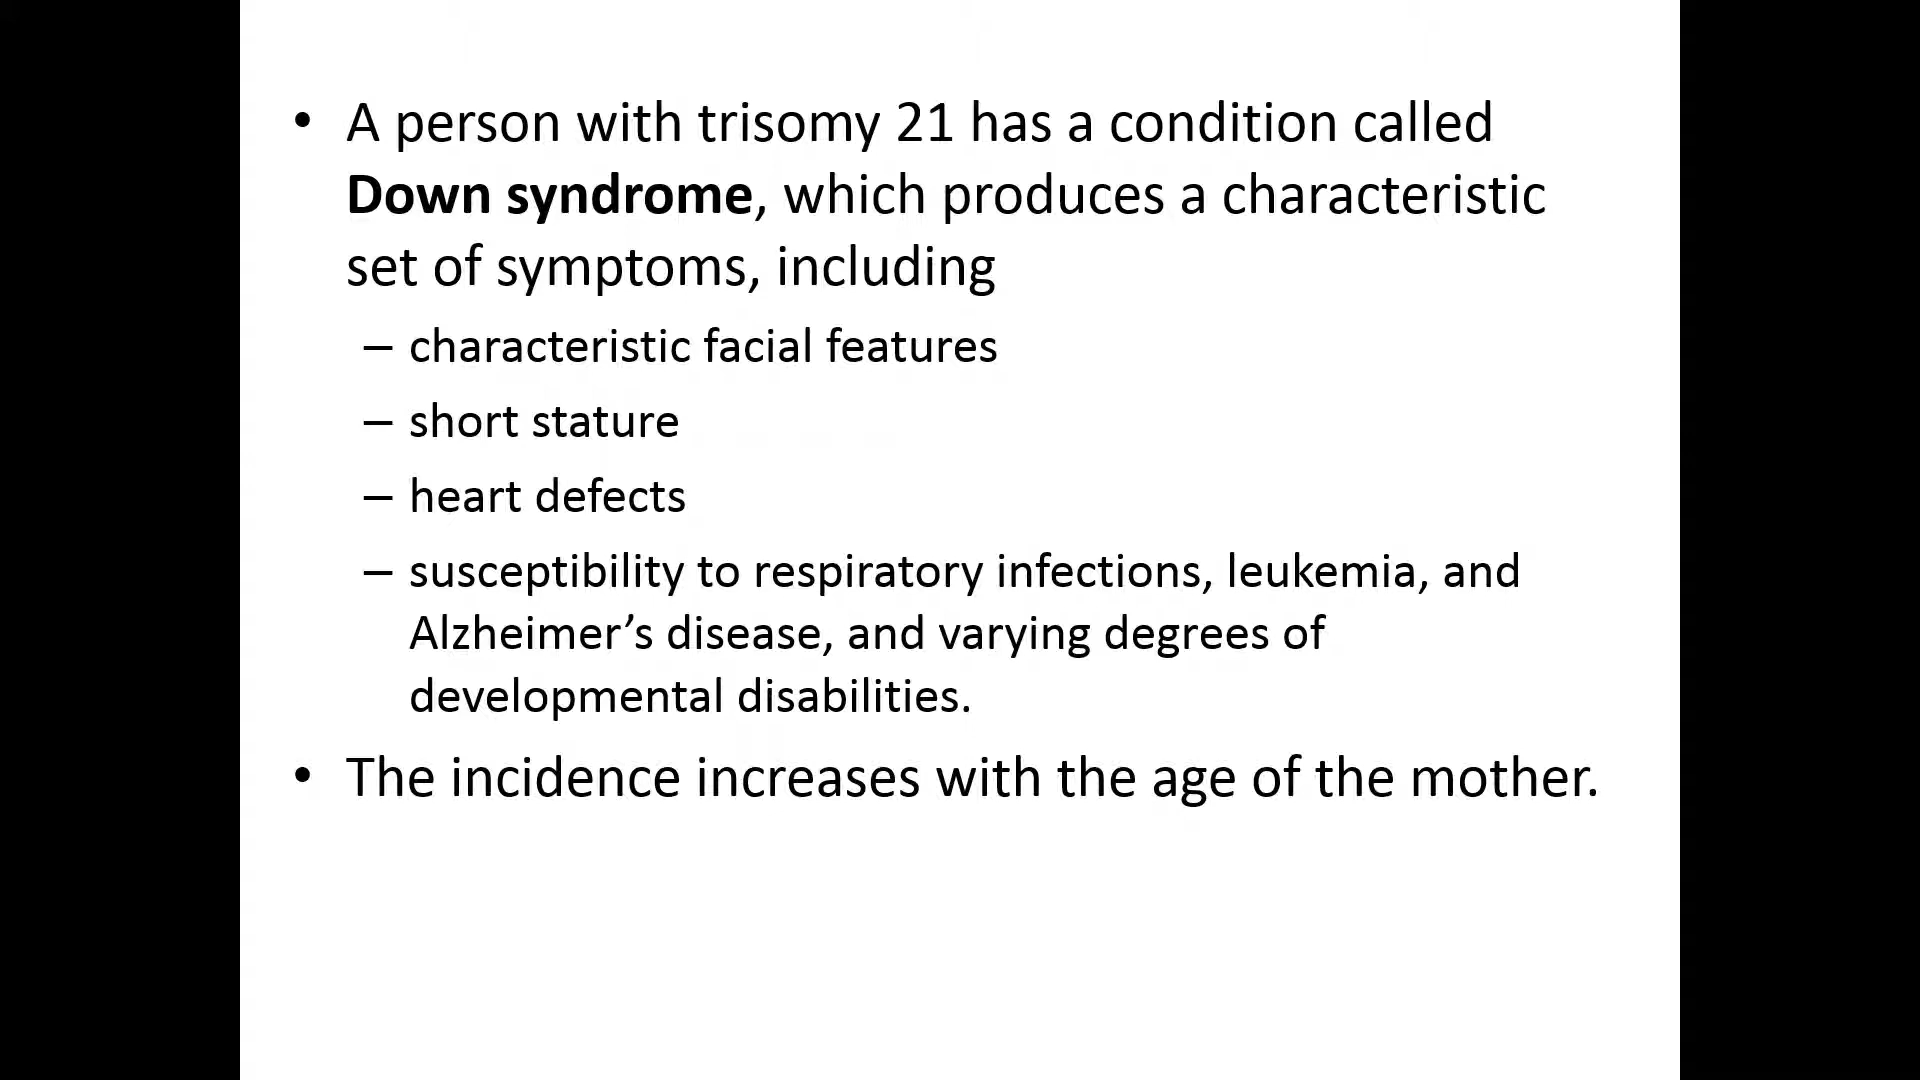 • A person with trisomy 21 has a condition called
Down syndrome, which produces a characteristic
set of symptoms, including
– characteristic facial features
– short stature
– heart defects
– susceptibility to respiratory infections, leukemia, and
Alzheimer’s disease, and varying degrees of
developmental disabilities.
• The incidence increases with the age of the mother.